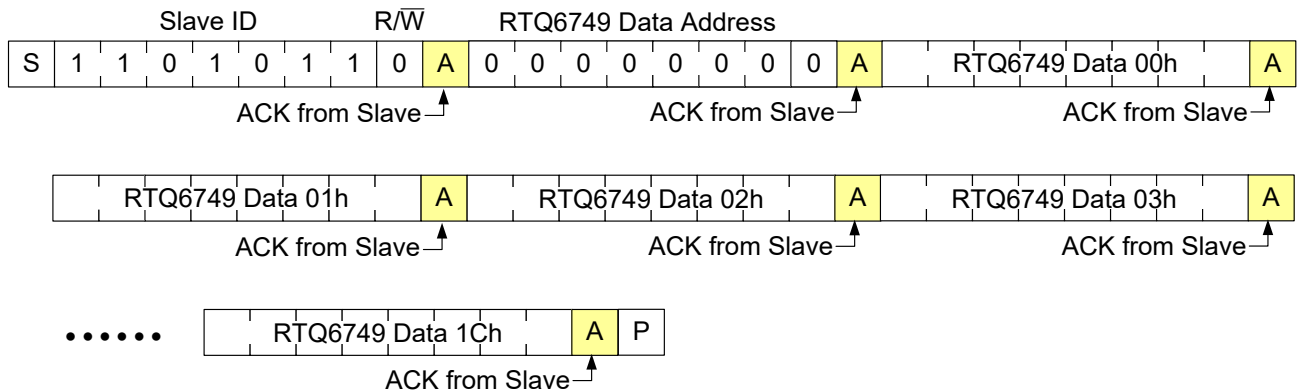 Slave ID R/W̅ RTQ6749 Data Address
S 1 1 0 1 0 1 1 0 A 0 0 0 0 0 0 0 0 A RTQ6749 Data 00h A
ACK from Slave ACK from Slave ACK from Slave
RTQ6749 Data 01h A RTQ6749 Data 02h A RTQ6749 Data 03h A
ACK from Slave ACK from Slave ACK from Slave
...... RTQ6749 Data 1Ch A P
ACK from Slave